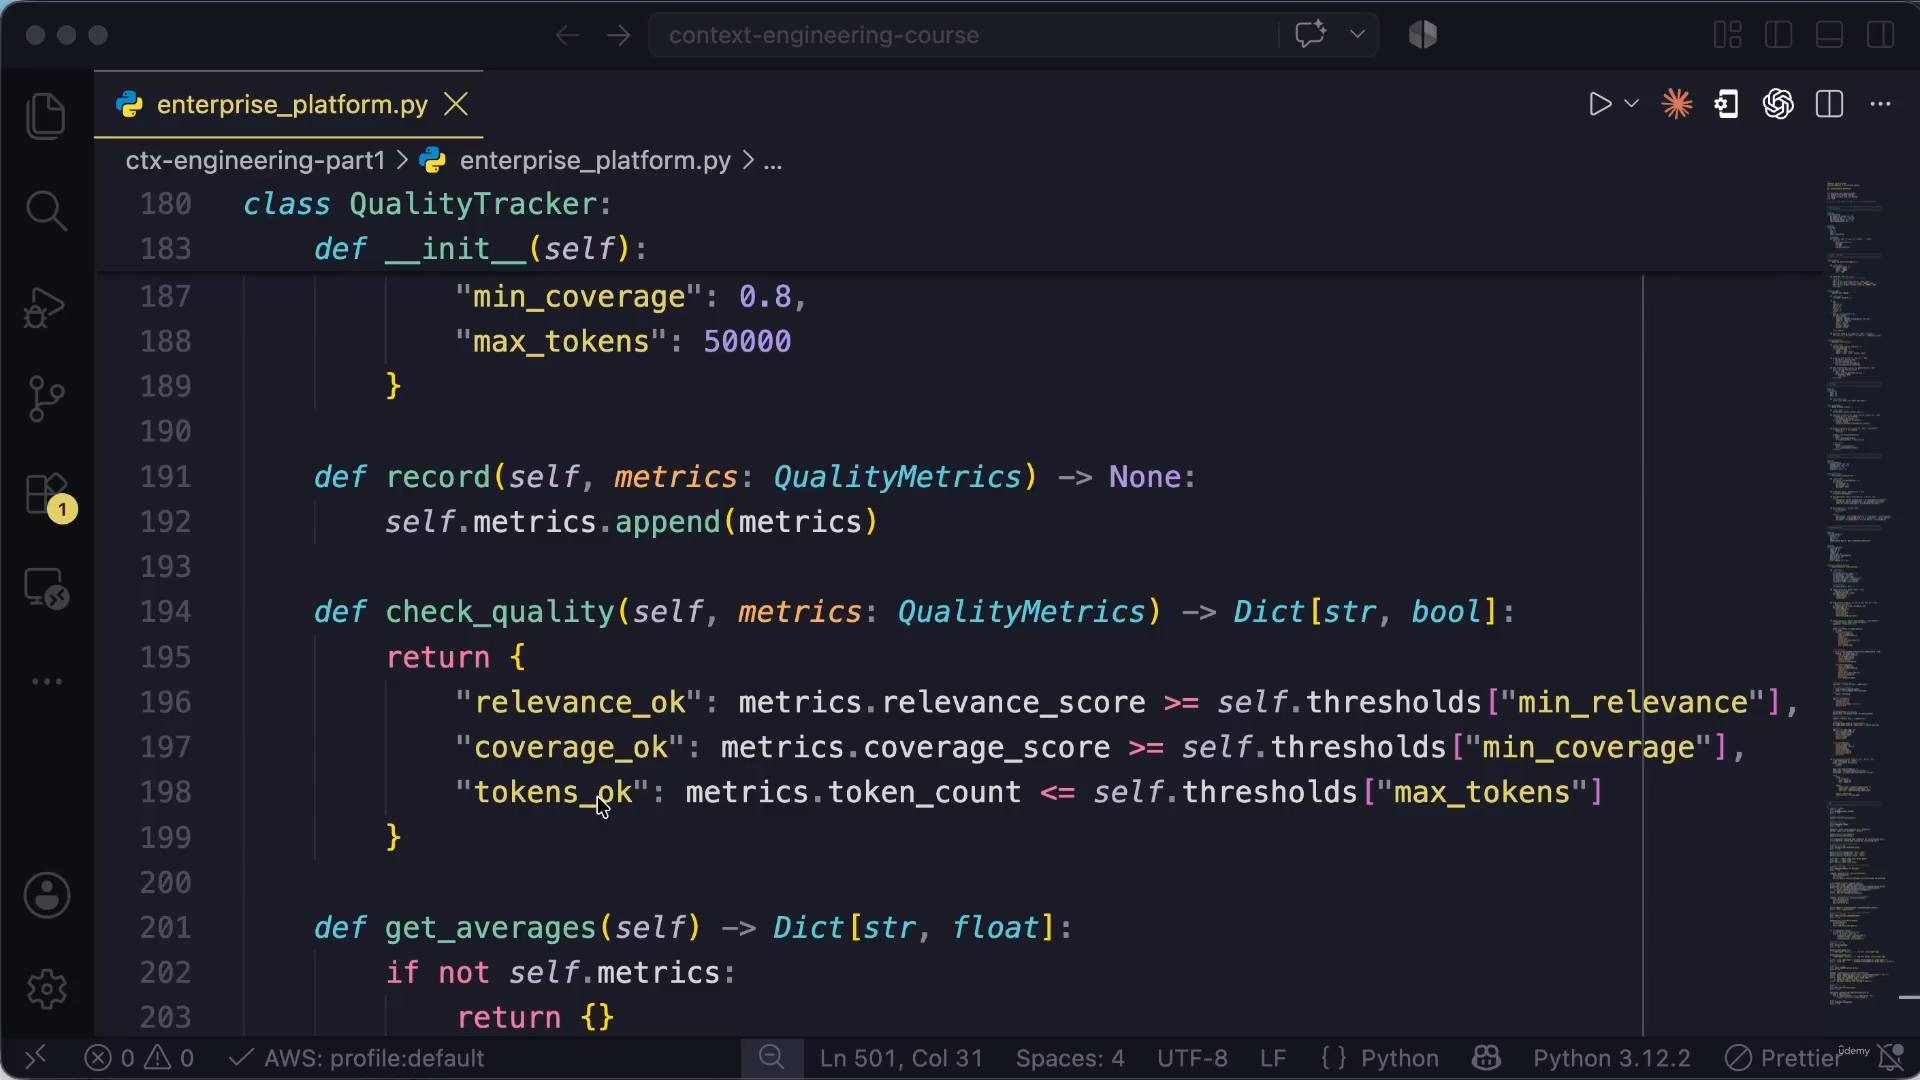 context-engineering-course
enterprise_platform.py
ctx-engineering-part1 > enterprise_platform.py > ...
180 class QualityTracker:
183 def __init__(self):
187 "min_coverage": 0.8,
188 "max_tokens": 50000
189 }
190
191 def record(self, metrics: QualityMetrics) -> None:
192 self.metrics.append(metrics)
193
194 def check_quality(self, metrics: QualityMetrics) -> Dict[str, bool]:
195 return {
196 "relevance_ok": metrics.relevance_score >= self.thresholds["min_relevance"],
197 "coverage_ok": metrics.coverage_score >= self.thresholds["min_coverage"],
198 "tokens_ok": metrics.token_count <= self.thresholds["max_tokens"]
199 }
200
201 def get_averages(self) -> Dict[str, float]:
202 if not self.metrics:
203 return {}
1
0 0 AWS: profile:default Ln 501, Col 31 Spaces: 4 UTF-8 LF { } Python Python 3.12.2 Prettier
ûdemy